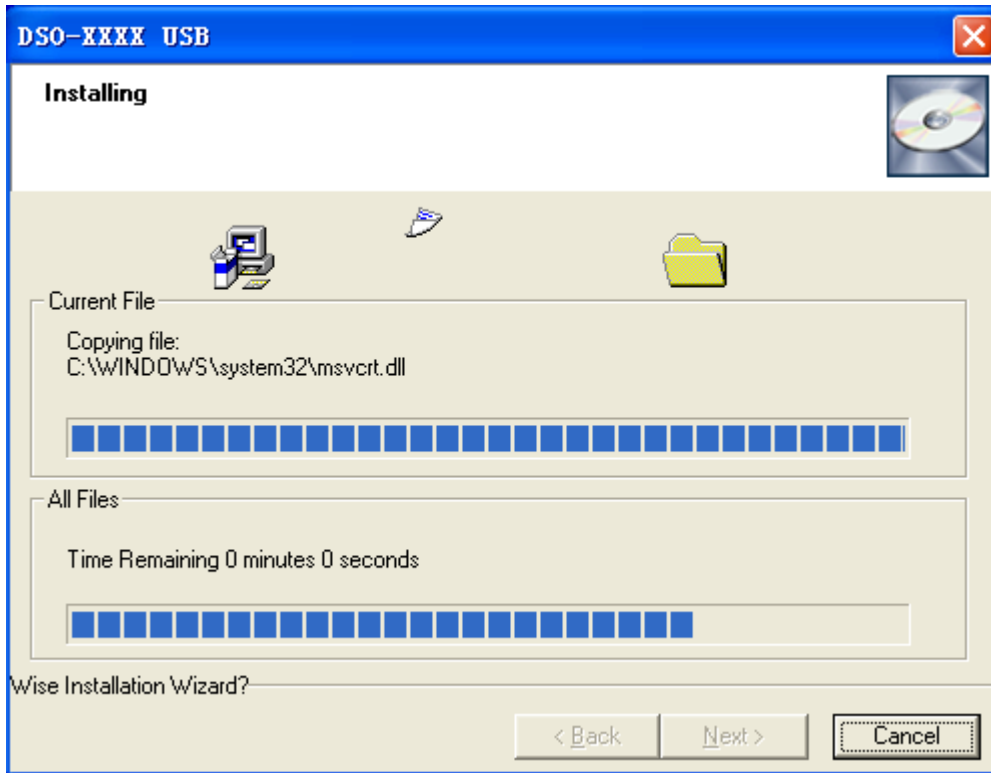 DSO-XXXX USB
Installing
Current File
Copying file:
C:\WINDOWS\system32\msvcrt.dll
All Files
Time Remaining 0 minutes 0 seconds
Wise Installation Wizard?
< Back
Next >
Cancel